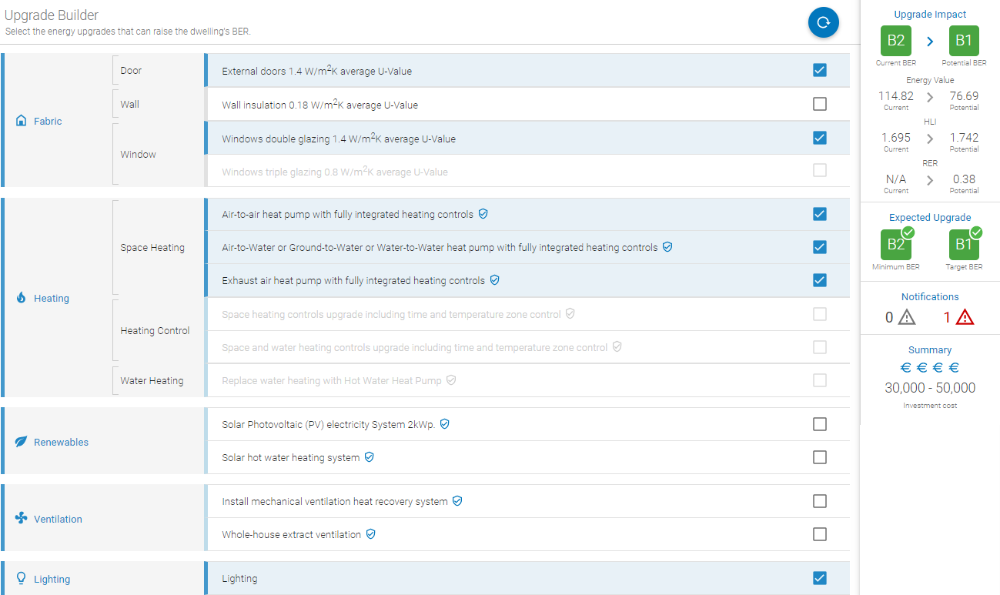 Upgrade Builder
Select the energy upgrades that can raise the dwelling's BER.
Fabric
Door
External doors 1.4 W/m²K average U-Value
Wall
Wall insulation 0.18 W/m²K average U-Value
Window
Windows double glazing 1.4 W/m²K average U-Value
Windows triple glazing 0.8 W/m²K average U-Value
Heating
Space Heating
Air-to-air heat pump with fully integrated heating controls
Air-to-Water or Ground-to-Water or Water-to-Water heat pump with fully integrated heating controls
Exhaust air heat pump with fully integrated heating controls
Heating Control
Space heating controls upgrade including time and temperature zone control
Space and water heating controls upgrade including time and temperature zone control
Water Heating
Replace water heating with Hot Water Heat Pump
Renewables
Solar Photovoltaic (PV) electricity System 2kWp.
Solar hot water heating system
Ventilation
Install mechanical ventilation heat recovery system
Whole-house extract ventilation
Lighting
Lighting
Upgrade Impact
B2 B1
Current BER Potential BER
Energy Value
114.82 76.69
Current Potential
HLI
1.695 1.742
Current Potential
RER
N/A 0.38
Current Potential
Expected Upgrade
B2 B1
Minimum BER Target BER
Notifications
0 1
Summary
€ € € €
30,000 - 50,000
Investment cost